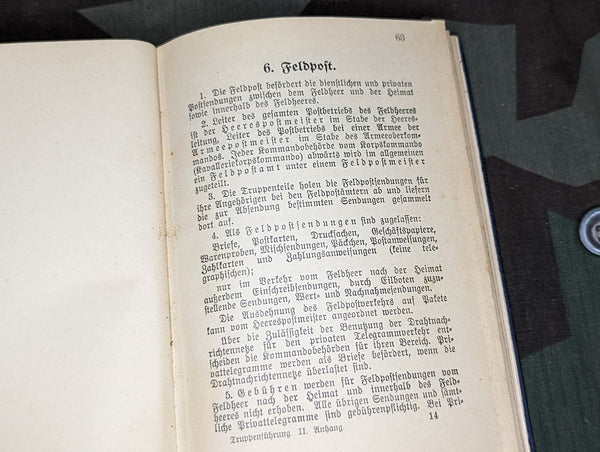 63
6. Feldpost.
1. Die Feldpost befördert die dienstlichen und privaten
Postsendungen zwischen dem Feldheer und der Heimat
sowie innerhalb des Feldheeres.
2. Leiter des gesamten Postbetriebs des Feldheeres
ist der Heerespostmeister im Stabe der Heeres-
leitung, Leiter des Postbetriebs bei einer Armee der
Armeepostmeister im Stabe des Armeeoberkom-
mandos. Jeder Kommandobehörde vom Korpskommando
(Kavalleriekorpskommando) abwärts wird im allgemeinen
ein Feldpostamt unter einem Feldpostmeister
zugeteilt.
3. Die Truppenteile holen die Feldpostsendungen für
ihre Angehörigen bei den Feldpostämtern ab und liefern
die zur Absendung bestimmten Sendungen gesammelt
dort auf.
4. Als Feldpostsendungen sind zugelassen:
Briefe, Postkarten, Drucksachen, Geschäftspapiere,
Warenproben, Mischsendungen, Päckchen, Postanweisungen,
Zahlkarten und Zahlungsanweisungen (keine tele-
graphischen);
nur im Verkehr vom Feldheer nach der Heimat
außerdem Einschreibsendungen, durch Eilboten zuzu-
stellende Sendungen, Wert- und Nachnahmesendungen.
Die Ausdehnung des Feldpostverkehrs auf Pakete
kann vom Heerespostmeister angeordnet werden.
Über die Zulässigkeit der Benutzung der Drahtnach-
richtennetze für den privaten Telegrammverkehr ent-
scheiden die Kommandobehörden für ihren Bereich. Pri-
vattelegramme werden als Briefe befördert, wenn die
Drahtnachrichtennetze überlastet sind.
5. Gebühren werden für Feldpostsendungen vom
Feldheer nach der Heimat und innerhalb des Feld-
heeres nicht erhoben. Alle übrigen Sendungen und sämt-
liche Privattelegramme sind gebührenpflichtig. Bei Pri-
Truppenführung II. Anhang.
14